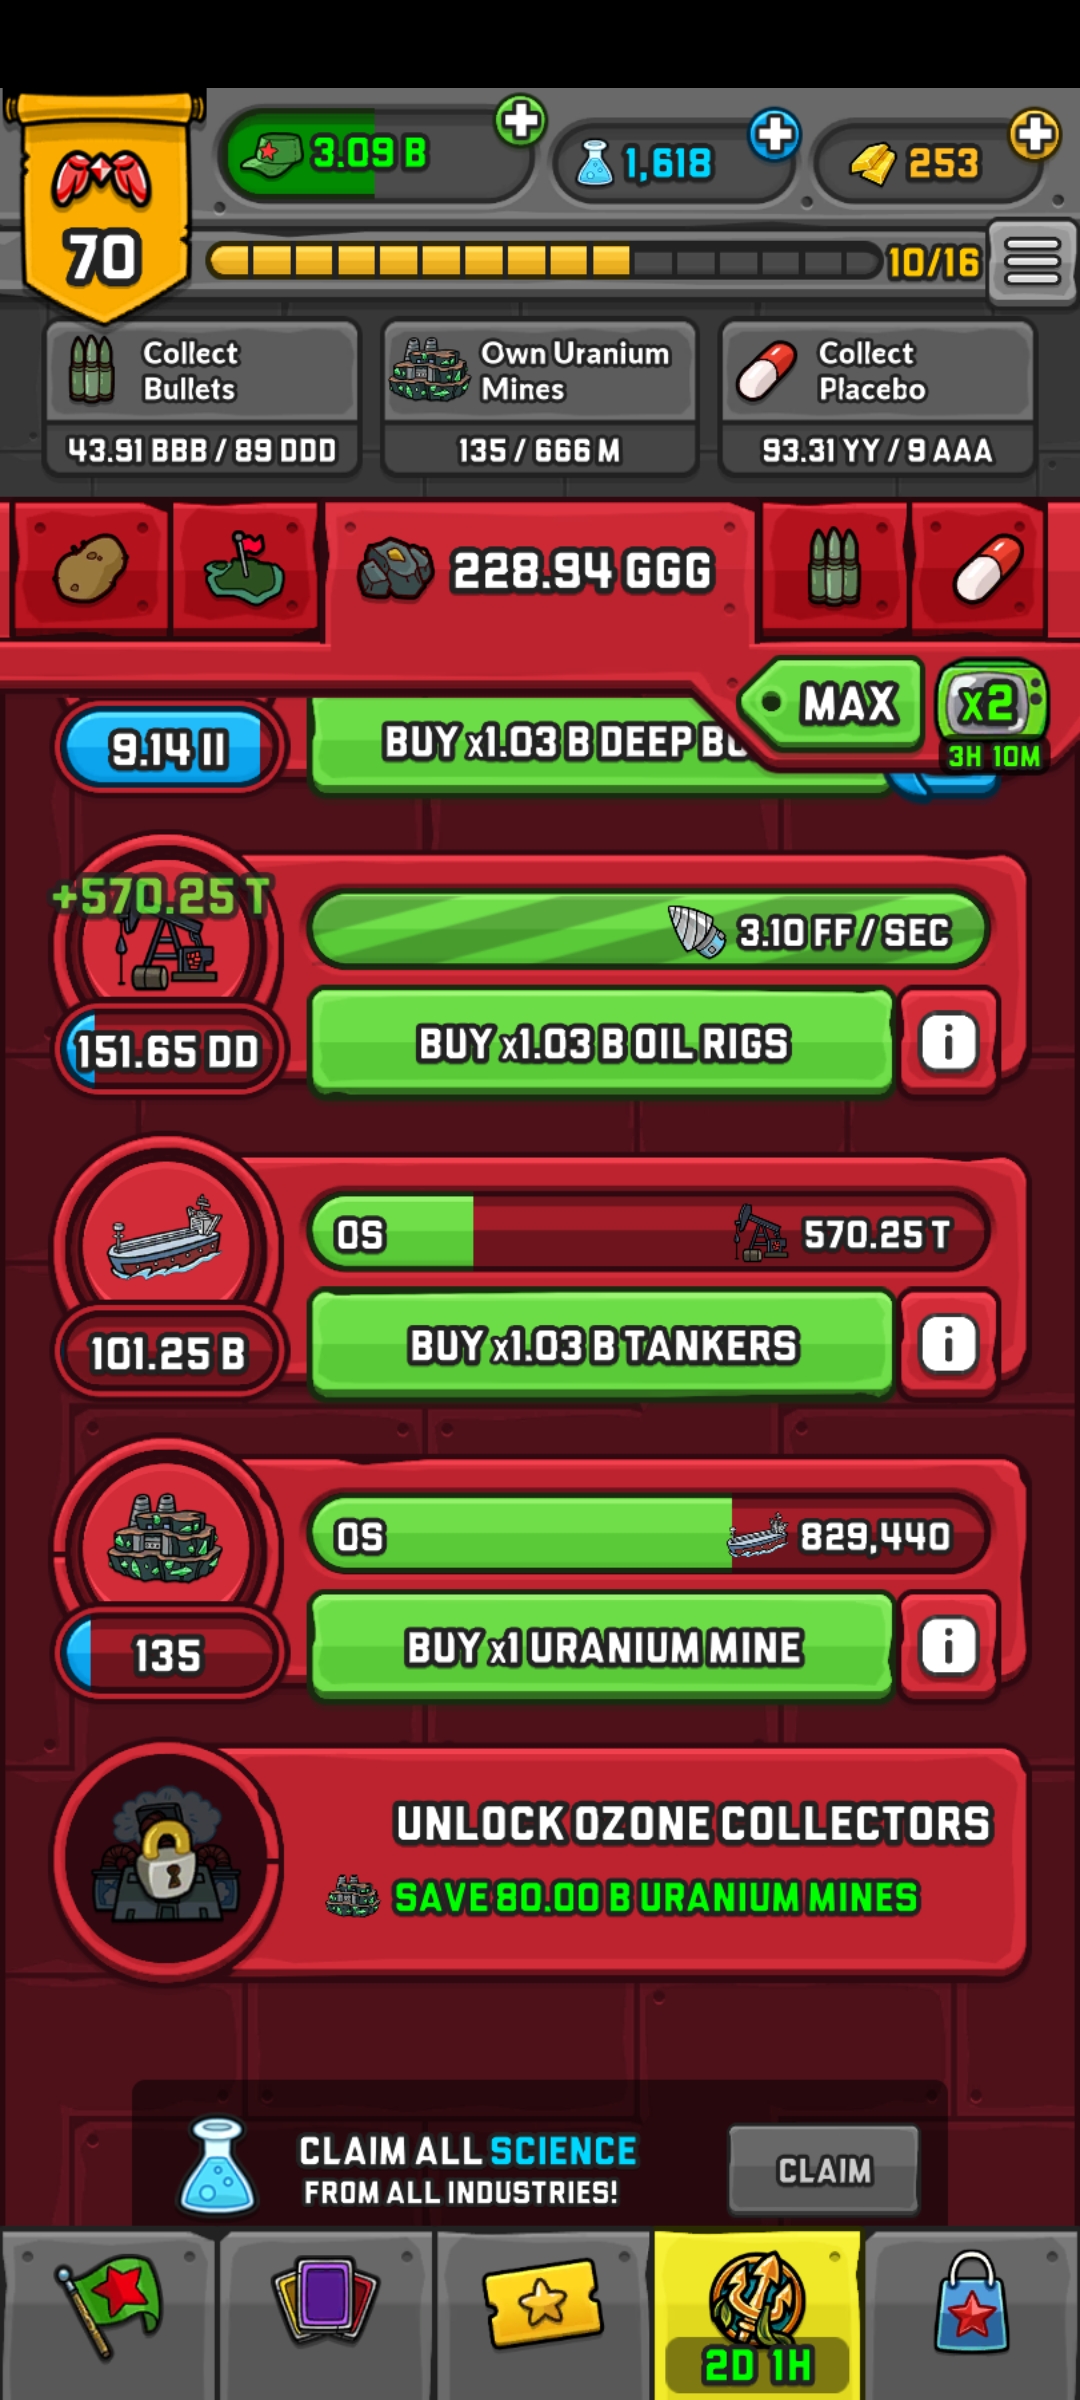 3.09 B
1,618
253
70
10/16
Collect
Bullets
43.91 BBB / 89 DDD
Own Uranium
Mines
135 / 666 M
Collect
Placebo
93.31 YY / 9 AAA
228.94 GGG
MAX
x2
3H 10M
9.14 II
BUY x1.03 B DEEP BO
+570.25 T
3.10 FF / SEC
151.65 DD
BUY x1.03 B OIL RIGS
i
0S
570.25 T
101.25 B
BUY x1.03 B TANKERS
i
0S
829,440
135
BUY x1 URANIUM MINE
i
UNLOCK OZONE COLLECTORS
SAVE 80.00 B URANIUM MINES
CLAIM ALL SCIENCE
FROM ALL INDUSTRIES!
CLAIM
2D 1H